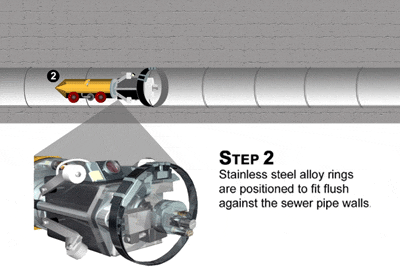 2
STEP 2
Stainless steel alloy rings
are positioned to fit flush
against the sewer pipe walls.